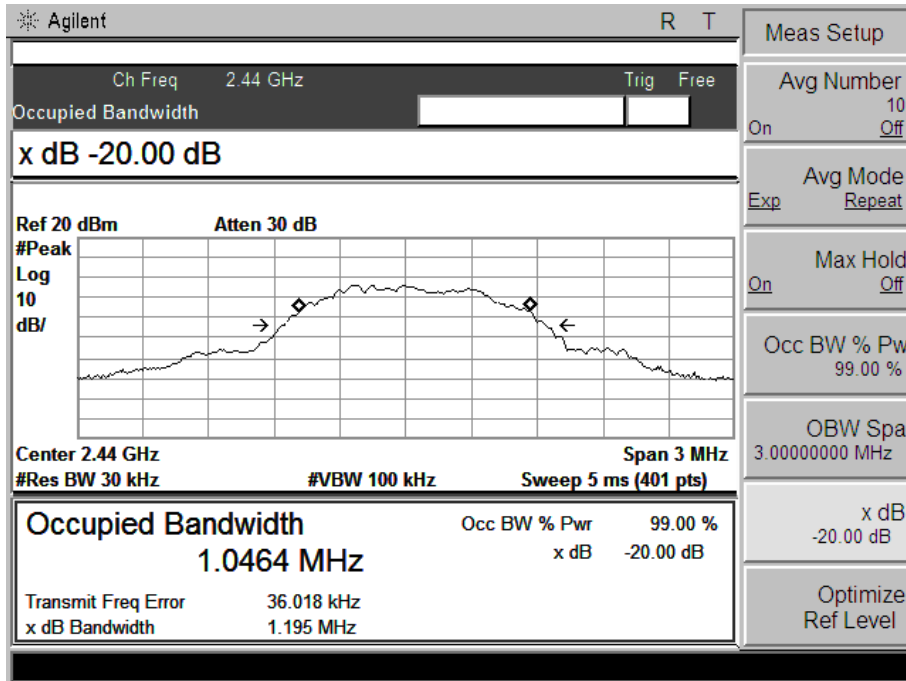 Agilent R T
Ch Freq 2.44 GHz Trig Free
Occupied Bandwidth
x dB -20.00 dB
Ref 20 dBm Atten 30 dB
#Peak
Log
10
dB/
Center 2.44 GHz Span 3 MHz
#Res BW 30 kHz #VBW 100 kHz Sweep 5 ms (401 pts)
Occupied Bandwidth Occ BW % Pwr 99.00 %
1.0464 MHz x dB -20.00 dB
Transmit Freq Error 36.018 kHz
x dB Bandwidth 1.195 MHz
Meas Setup
Avg Number
10
On Off
Avg Mode
Exp Repeat
Max Hold
On Off
Occ BW % Pw
99.00 %
OBW Spa
3.00000000 MHz
x dB
-20.00 dB
Optimize
Ref Level